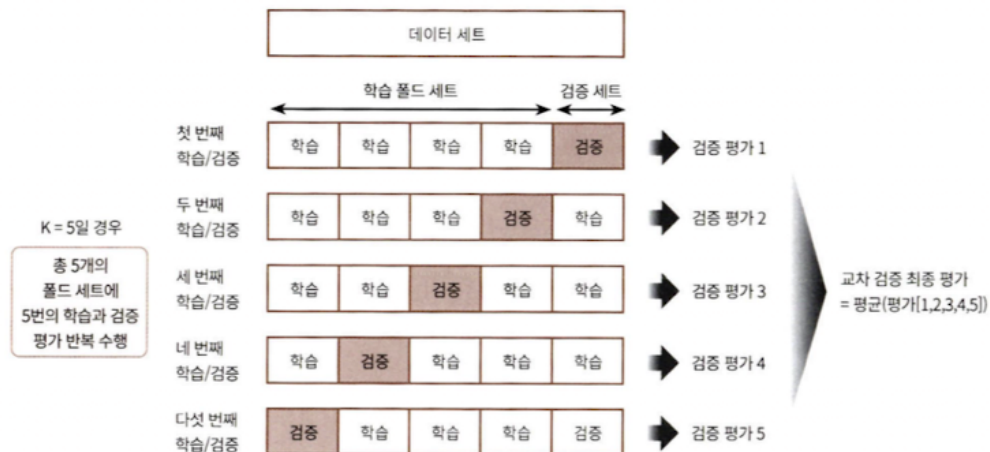 데이터 세트
학습 폴드 세트 검증 세트
첫 번째
학습/검증
학습 학습 학습 학습 검증
검증 평가 1
두 번째
학습/검증
학습 학습 학습 검증 학습
검증 평가 2
K = 5일 경우
총 5개의
폴드 세트에
5번의 학습과 검증
평가 반복 수행
세 번째
학습/검증
학습 학습 검증 학습 학습
검증 평가 3
교차 검증 최종 평가
= 평균(평가[1,2,3,4,5])
네 번째
학습/검증
학습 검증 학습 학습 학습
검증 평가 4
다섯 번째
학습/검증
검증 학습 학습 학습 검증
검증 평가 5